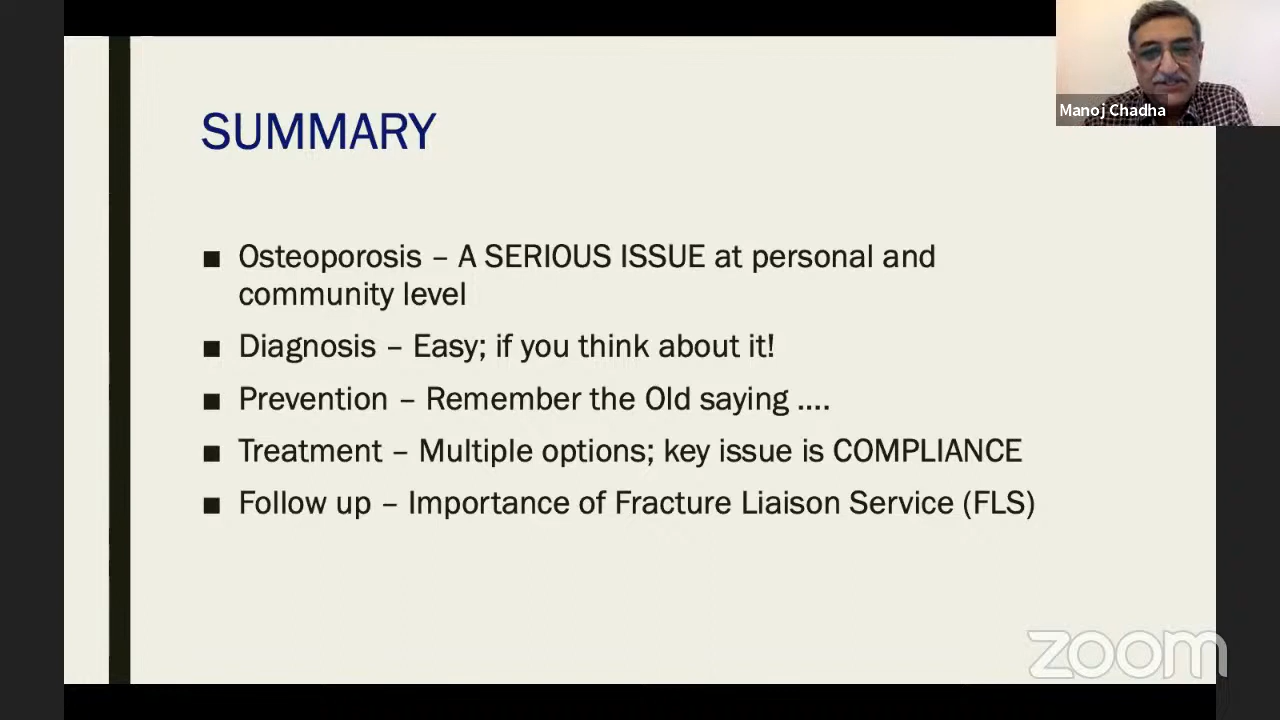 Manoj Chadha
SUMMARY
■ Osteoporosis – A SERIOUS ISSUE at personal and
community level
■ Diagnosis – Easy; if you think about it!
■ Prevention – Remember the Old saying ....
■ Treatment – Multiple options; key issue is COMPLIANCE
■ Follow up – Importance of Fracture Liaison Service (FLS)
zoom